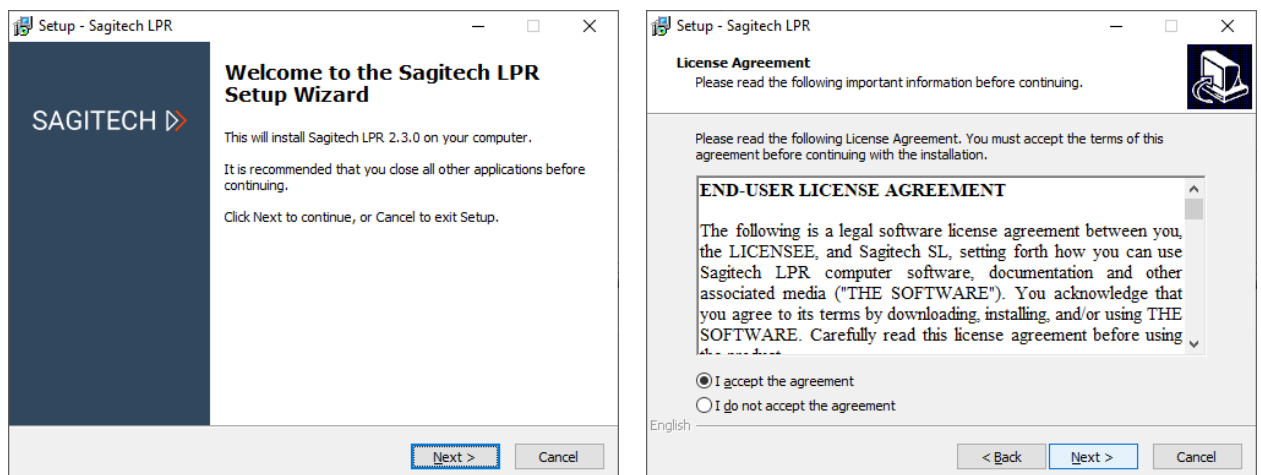 Setup - Sagitech LPR
SAGITECH
Welcome to the Sagitech LPR
Setup Wizard
This will install Sagitech LPR 2.3.0 on your computer.
It is recommended that you close all other applications before
continuing.
Click Next to continue, or Cancel to exit Setup.
Next >
Cancel
Setup - Sagitech LPR
License Agreement
Please read the following important information before continuing.
Please read the following License Agreement. You must accept the terms of this
agreement before continuing with the installation.
END-USER LICENSE AGREEMENT
The following is a legal software license agreement between you,
the LICENSEE, and Sagitech SL, setting forth how you can use
Sagitech LPR computer software, documentation and other
associated media ("THE SOFTWARE"). You acknowledge that
you agree to its terms by downloading, installing, and/or using THE
SOFTWARE. Carefully read this license agreement before using
I accept the agreement
I do not accept the agreement
English
< Back
Next >
Cancel